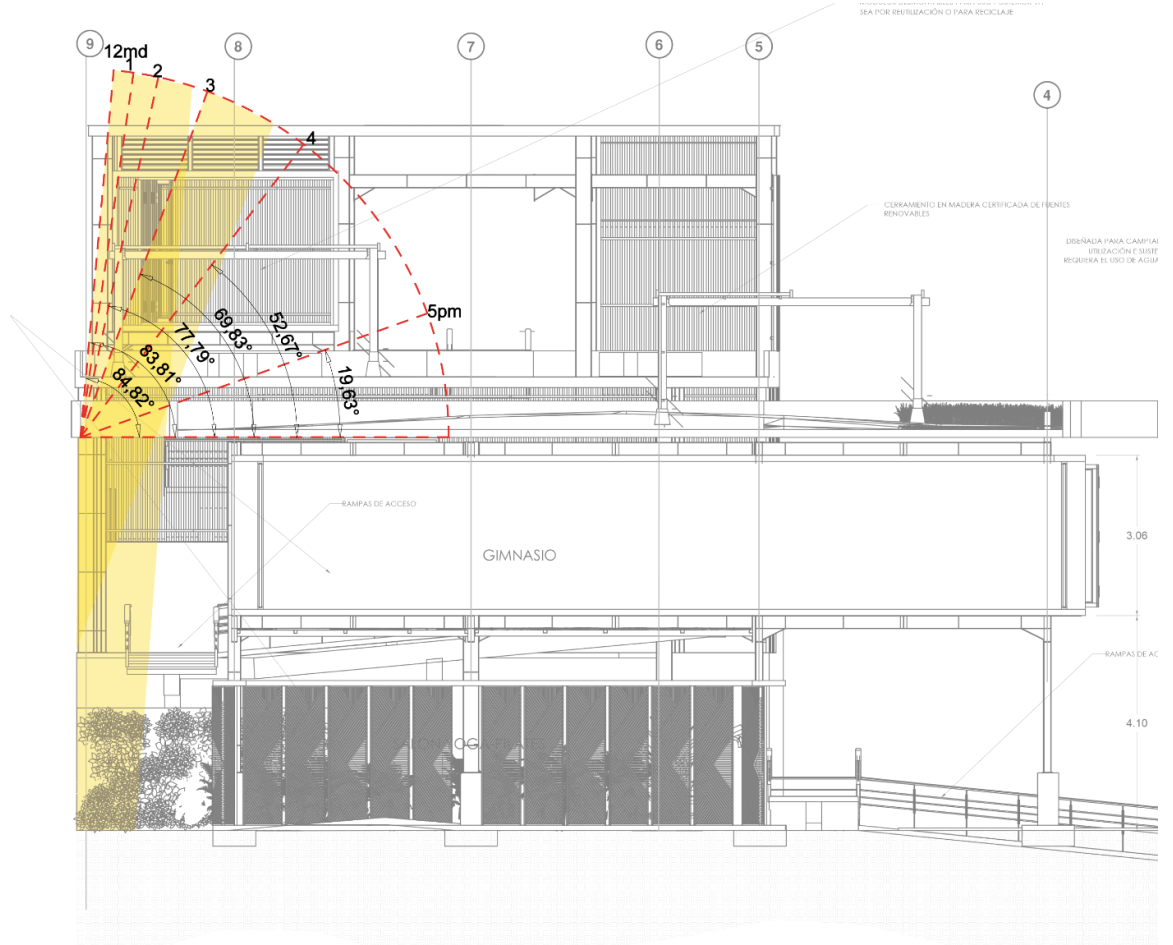 SEA POR REUTILIZACIÓN O PARA RECICLAJE
9
12md
1
2
8
3
4
7
6
5
4
CERRAMIENTO EN MADERA CERTIFICADA DE FUENTES
RENOVABLES
DISEÑADA PARA
UTILIZACIÓN E
REQUIERA EL USO DE AGUA
5pm
52,67°
69,83°
77,79°
83,81°
84,82°
19,63°
RAMPAS DE ACCESO
GIMNASIO
3.06
RAMPAS DE AC
4.10